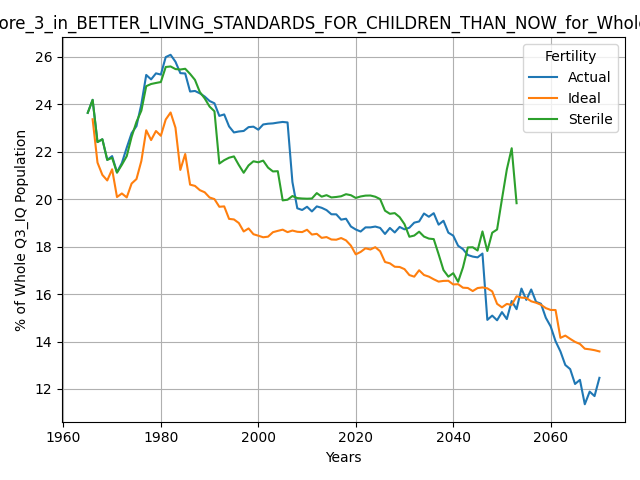 ore_3_in_BETTER_LIVING_STANDARDS_FOR_CHILDREN_THAN_NOW_for_Whole
Fertility
Actual
Ideal
Sterile
% of Whole Q3_IQ Population
26
24
22
20
18
16
14
12
1960
1980
2000
2020
2040
2060
Years